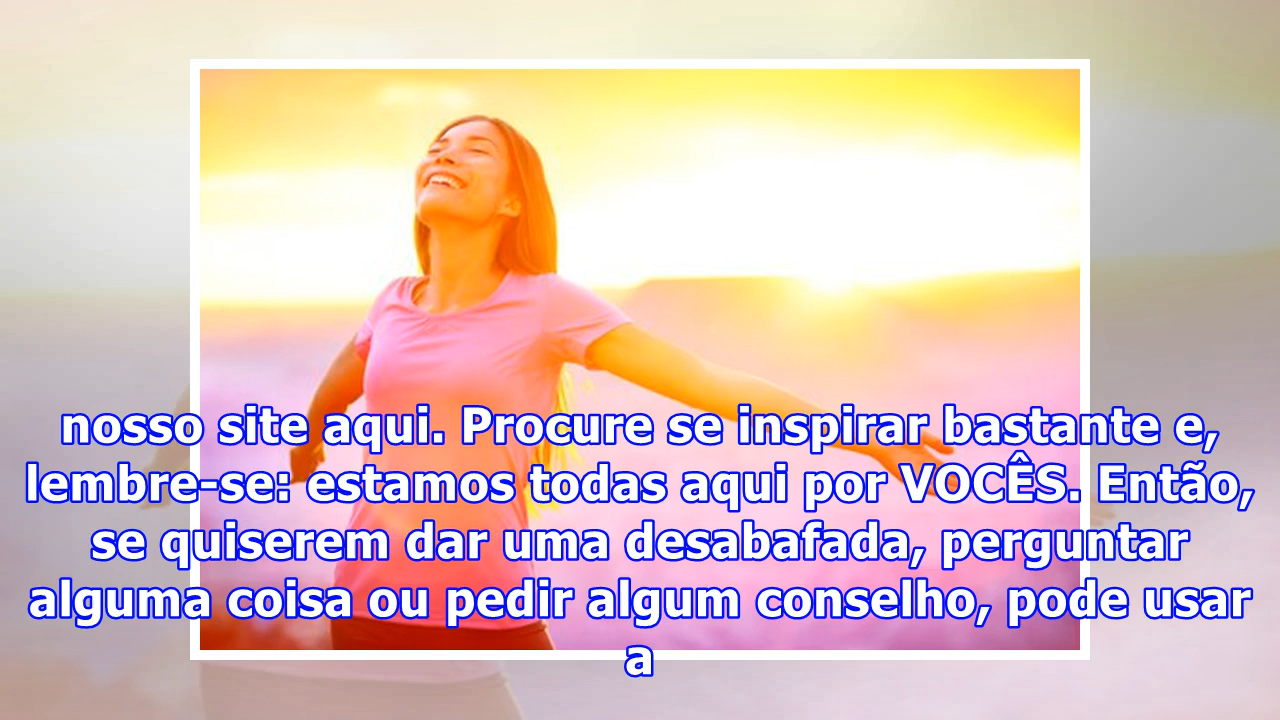 nosso site aqui. Procure se inspirar bastante e,
lembre-se: estamos todas aqui por VOCÊS. Então,
se quiserem dar uma desabafada, perguntar
alguma coisa ou pedir algum conselho, pode usar
a